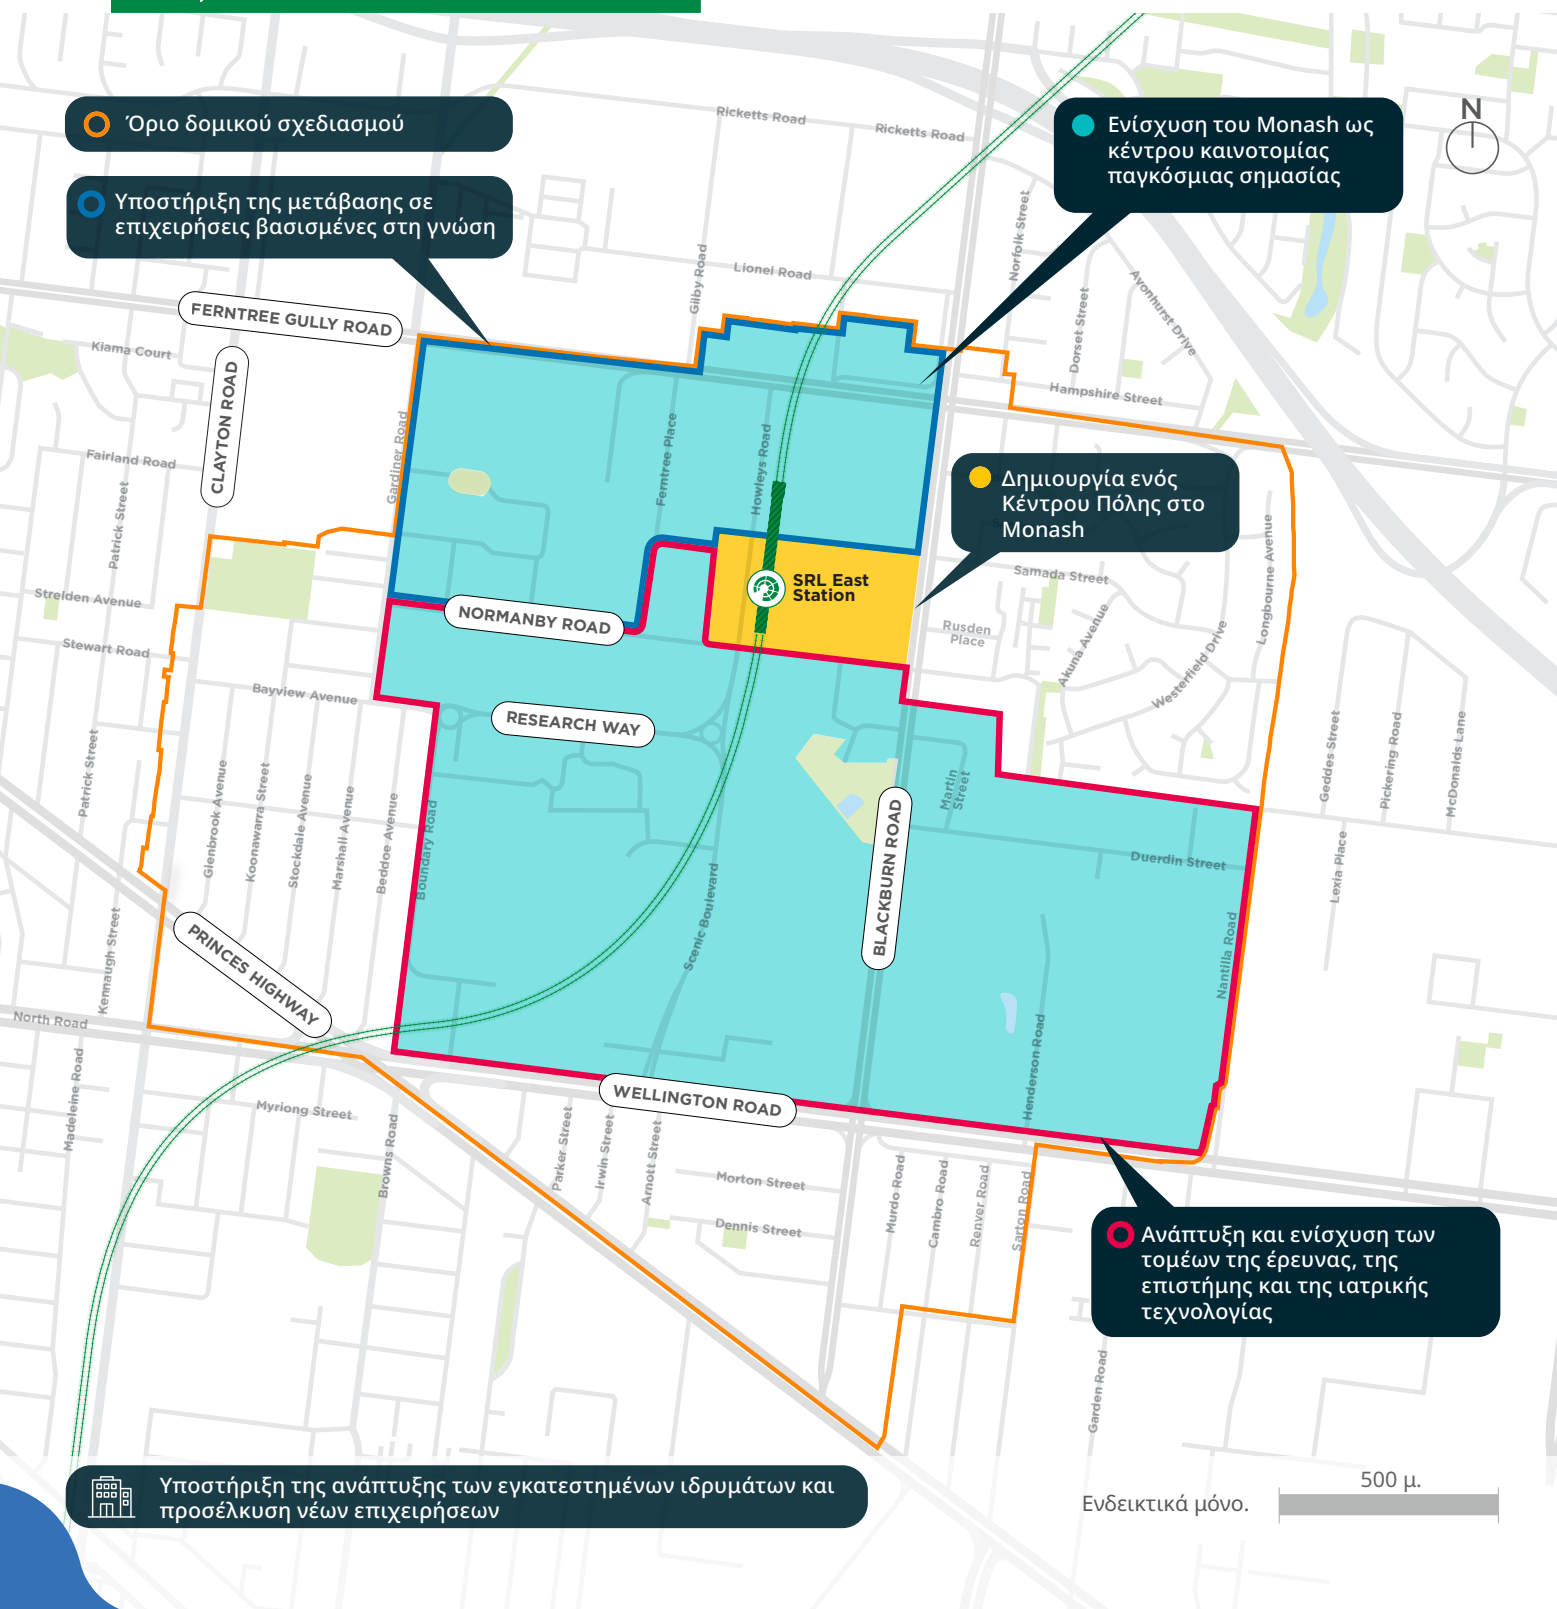 Όριο δομικού σχεδιασμού
Υποστήριξη της μετάβασης σε
επιχειρήσεις βασισμένες στη γνώση
Ενίσχυση του Monash ως
κέντρου καινοτομίας
παγκόσμιας σημασίας
N
Ricketts Road
Ricketts Road
Lionel Road
Gilby Road
Norfolk Street
Avonhurst Drive
Dorset Street
Hampshire Street
FERNTREE GULLY ROAD
Kiama Court
CLAYTON ROAD
Fairland Road
Patrick Street
Gardiner Road
Ferntree Place
Howleys Road
Δημιουργία ενός
Κέντρου Πόλης στο
Monash
SRL East
Station
Samada Street
Longbourne Avenue
Rusden
Place
Akuna Avenue
Westerfield Drive
Strelden Avenue
Stewart Road
NORMANBY ROAD
Bayview Avenue
RESEARCH WAY
Patrick Street
Glenbrook Avenue
Koonawarra Street
Stockdale Avenue
Marshall Avenue
Beddoe Avenue
Boundary Road
Scenic Boulevard
BLACKBURN ROAD
Martin
Street
Duerdin Street
Geddes Street
Pickering Road
McDonalds Lane
Lexia Place
Nantilla Road
Henderson Road
PRINCES HIGHWAY
Kennaugh Street
North Road
Madeleine Road
Myriong Street
Browns Road
WELLINGTON ROAD
Parker Street
Irwin Street
Arnott Street
Morton Street
Dennis Street
Murdo Road
Cambro Road
Renver Road
Sarton Road
Garden Road
Ανάπτυξη και ενίσχυση των
τομέων της έρευνας, της
επιστήμης και της ιατρικής
τεχνολογίας
Υποστήριξη της ανάπτυξης των εγκατεστημένων ιδρυμάτων και
προσέλκυση νέων επιχειρήσεων
Ενδεικτικά μόνο.
500 μ.